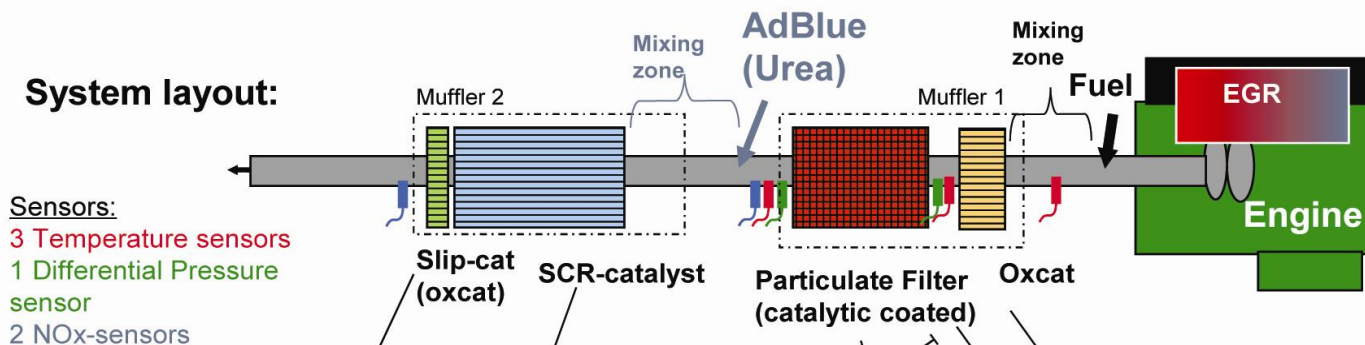 System layout:
Mixing
zone
AdBlue
(Urea)
Mixing
zone
Fuel
EGR
Muffler 2
Muffler 1
Engine
Sensors:
3 Temperature sensors
1 Differential Pressure
sensor
2 NOx-sensors
Slip-cat
(oxcat)
SCR-catalyst
Particulate Filter
(catalytic coated)
Oxcat